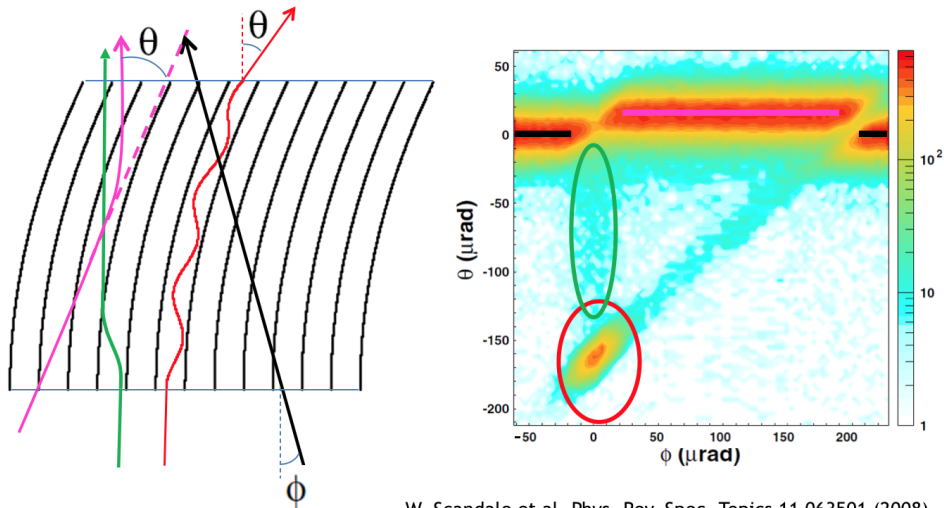 θ
θ
ϕ
θ (μrad)
50
0
-50
-100
-150
-200
-50
0
50
100
150
200
ϕ (μrad)
10²
10
1
W. Scandale et al. Phys. Rev. Spec. Topics 11 063501 (2008)